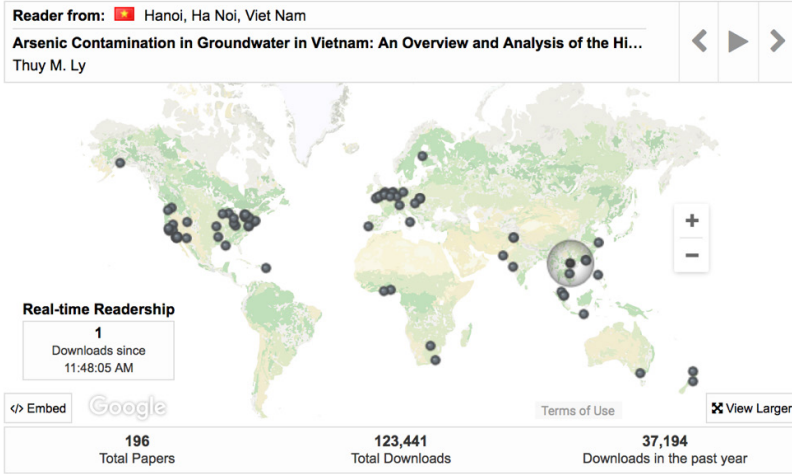 Reader from: Hanoi, Ha Noi, Viet Nam
Arsenic Contamination in Groundwater in Vietnam: An Overview and Analysis of the Hi...
Thuy M. Ly
+
−
Real-time Readership
1
Downloads since
11:48:05 AM
</> Embed
Google
Terms of Use
View Larger
196
Total Papers
123,441
Total Downloads
37,194
Downloads in the past year